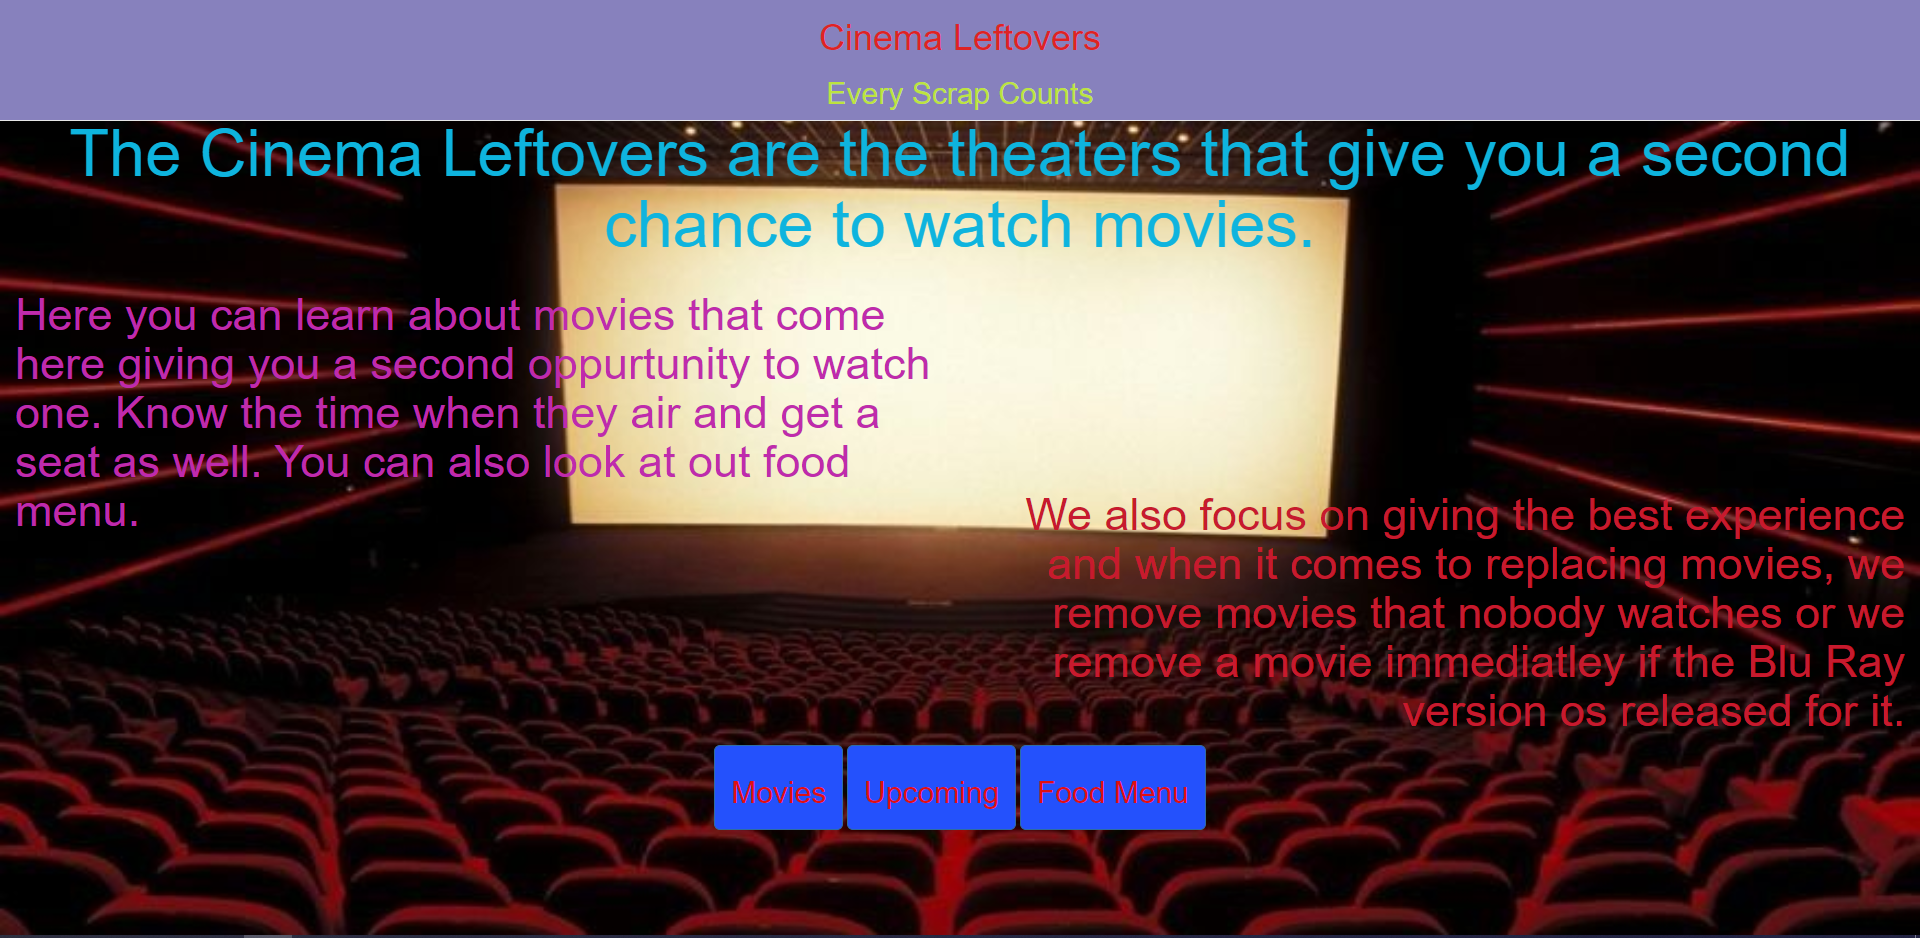 Cinema Leftovers
Every Scrap Counts
The Cinema Leftovers are the theaters that give you a second
chance to watch movies.
Here you can learn about movies that come
here giving you a second oppurtunity to watch
one. Know the time when they air and get a
seat as well. You can also look at out food
menu.
We also focus on giving the best experience
and when it comes to replacing movies, we
remove movies that nobody watches or we
remove a movie immediatley if the Blu Ray
version os released for it.
Movies
Upcoming
Food Menu